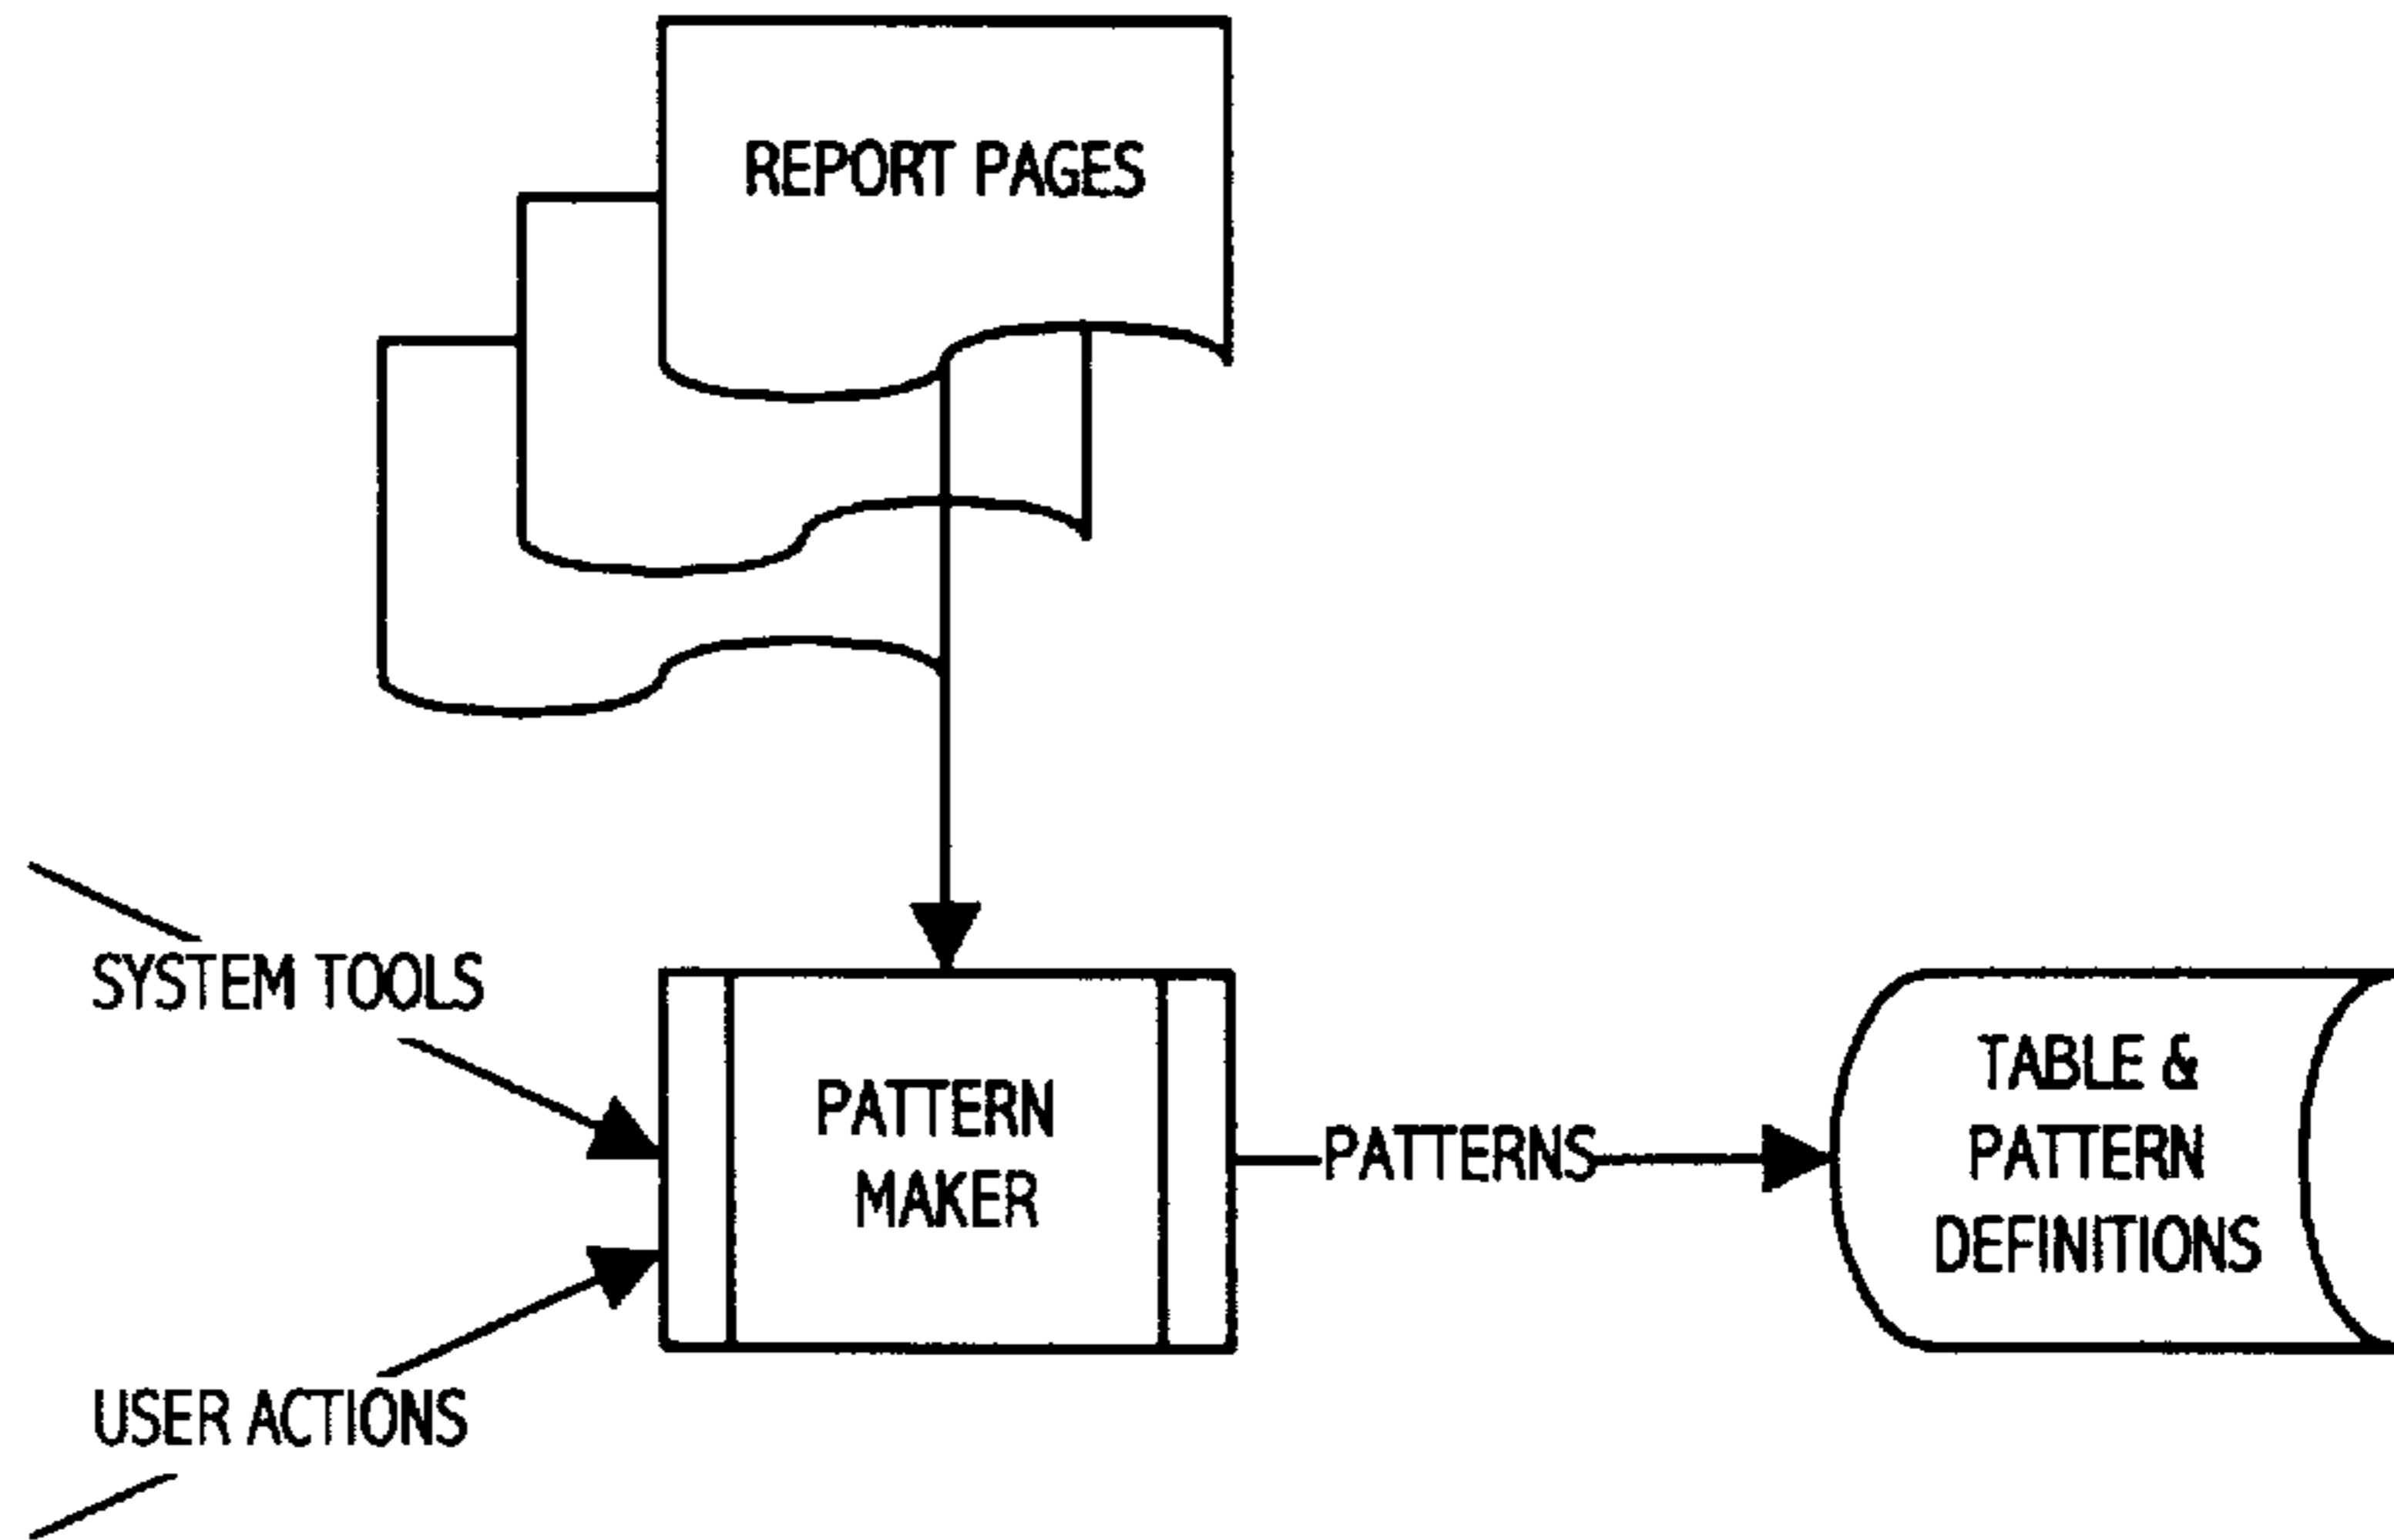 REPORT PAGES
SYSTEM TOOLS
PATTERN
MAKER
PATTERNS
TABLE &
PATTERN
DEFINITIONS
USER ACTIONS